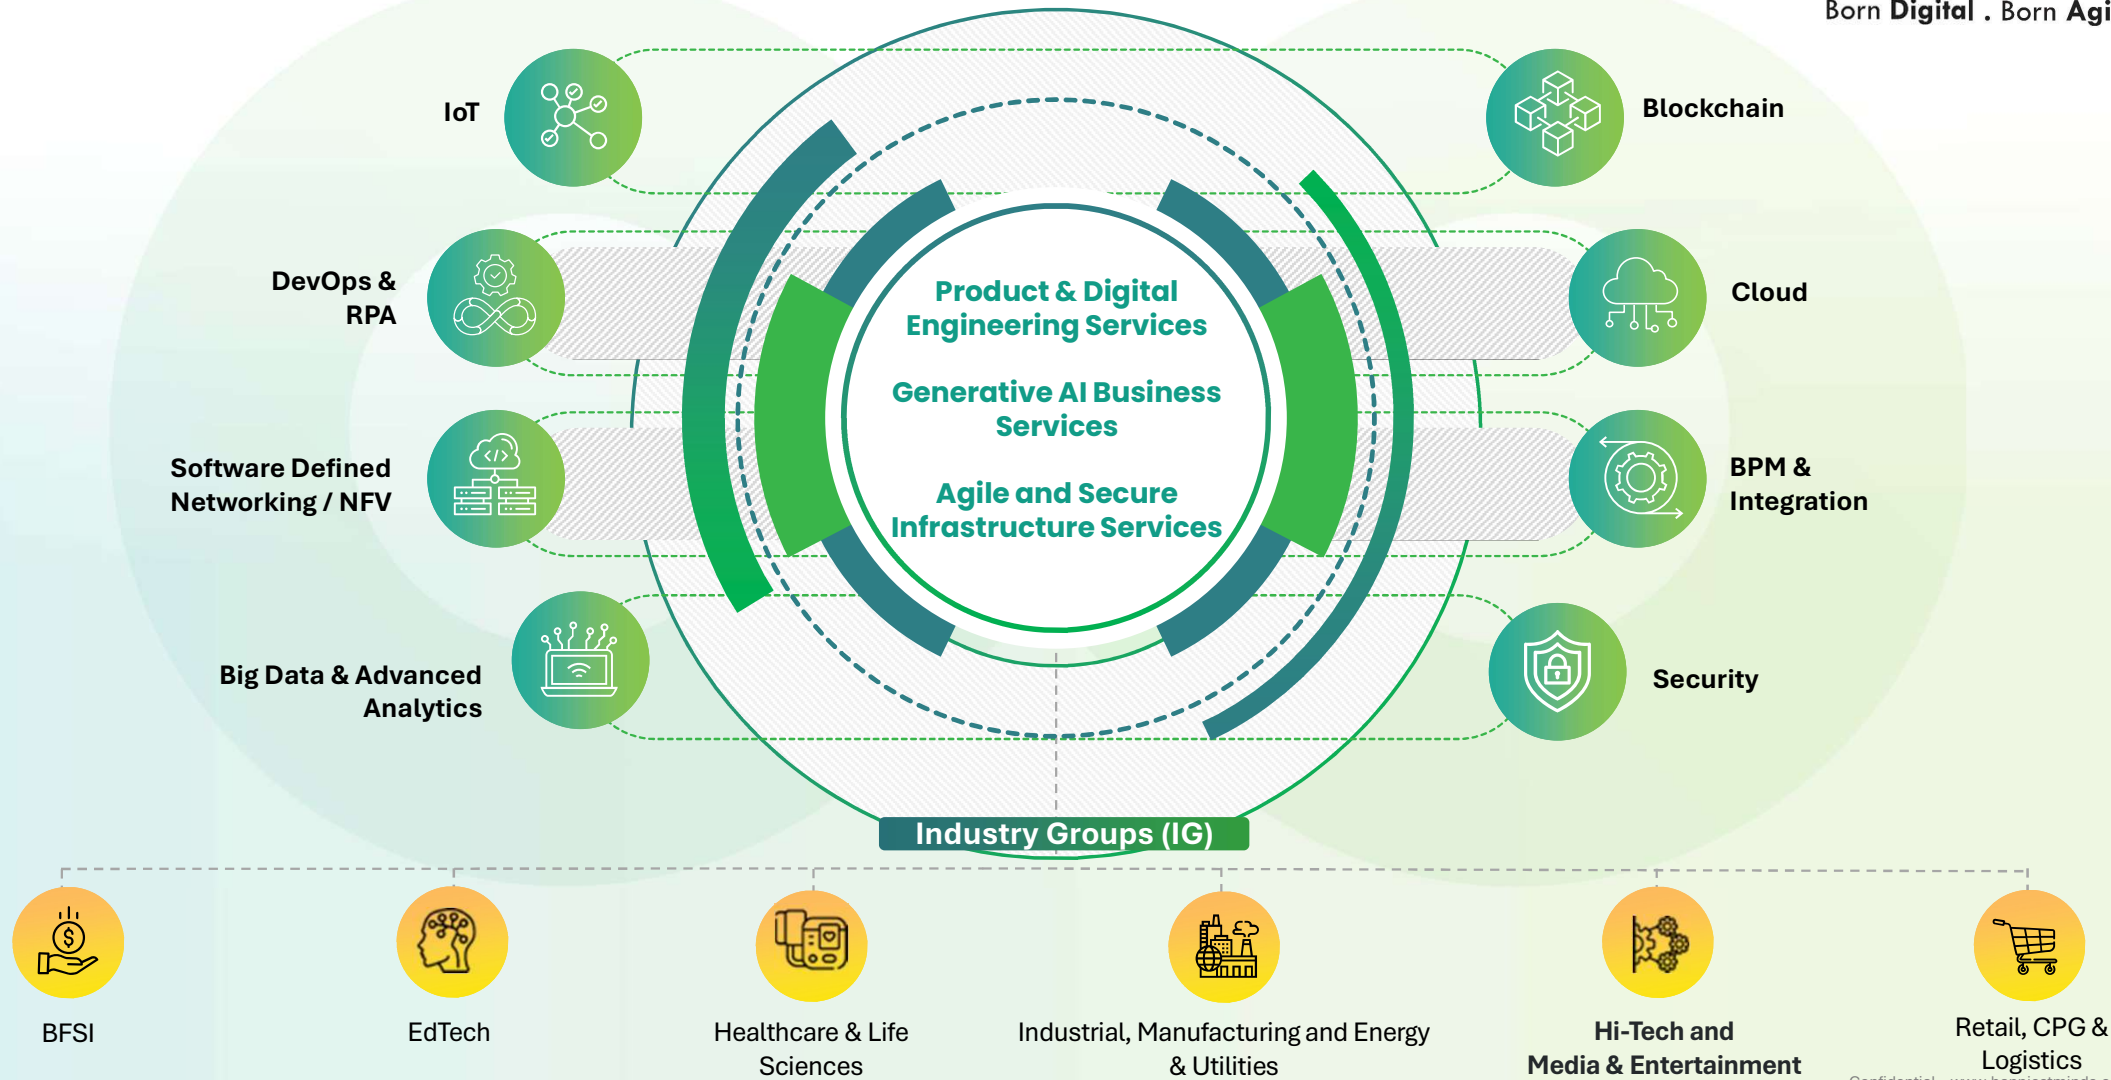 Born Digital . Born Agi
IoT
Blockchain
DevOps &
RPA
Cloud
Product & Digital
Engineering Services
Generative AI Business
Services
Agile and Secure
Infrastructure Services
Software Defined
Networking / NFV
BPM &
Integration
Big Data & Advanced
Analytics
Security
Industry Groups (IG)
BFSI
EdTech
Healthcare & Life
Sciences
Industrial, Manufacturing and Energy
& Utilities
Hi-Tech and
Media & Entertainment
Retail, CPG &
Logistics